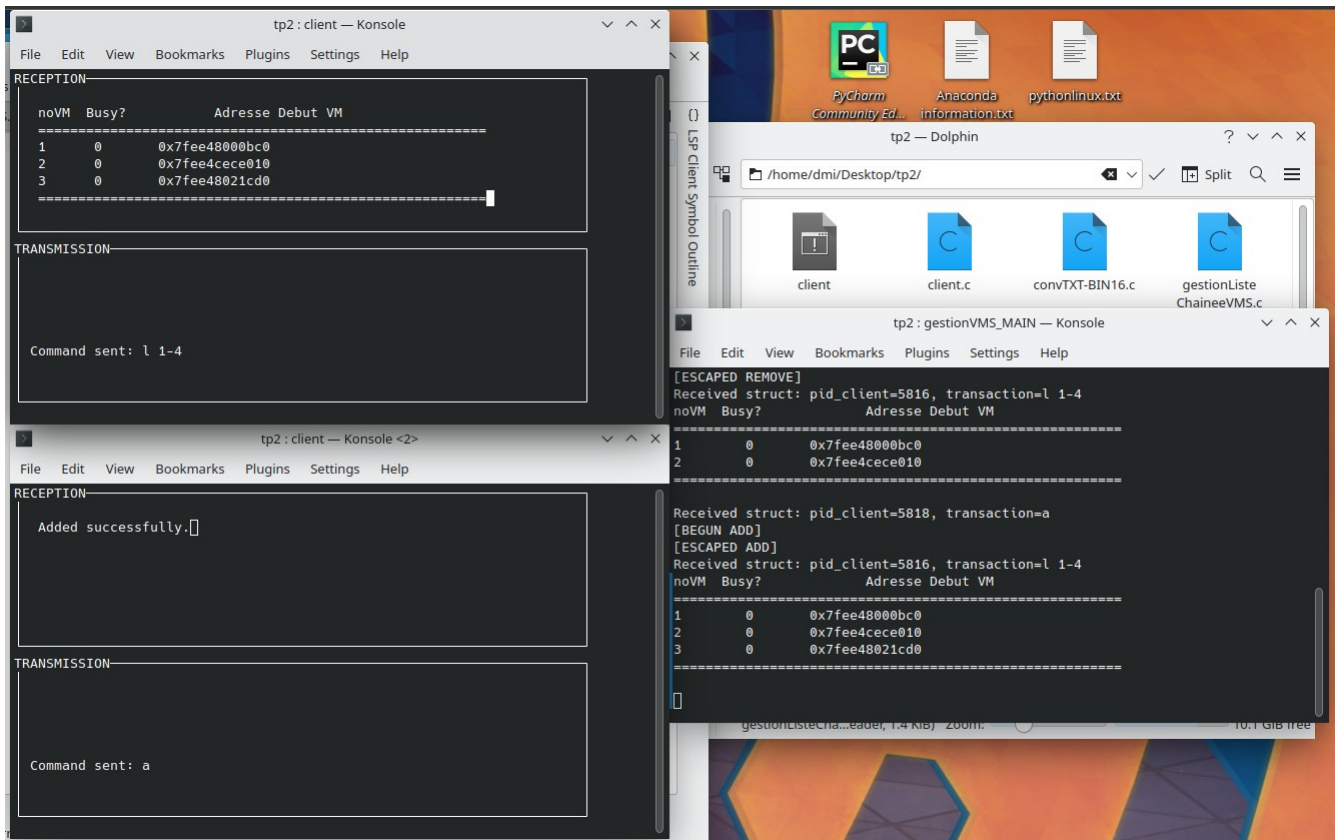 tp2 : client — Konsole
File Edit View Bookmarks Plugins Settings Help
RECEPTION
noVM Busy? Adresse Debut VM
========================================================
1 0 0x7fee48000bc0
2 0 0x7fee4cece010
3 0 0x7fee48021cd0
========================================================
TRANSMISSION
Command sent: l 1-4
tp2 : client — Konsole <2>
File Edit View Bookmarks Plugins Settings Help
RECEPTION
Added successfully.
TRANSMISSION
Command sent: a
{} LSP Client Symbol Outline
PC
PyCharm
Community Ed...
Anaconda
information.txt
pythonlinux.txt
tp2 — Dolphin
/home/dmi/Desktop/tp2/
Split
client
C
client.c
C
convTXT-BIN16.c
C
gestionListe
ChaineeVMS.c
tp2 : gestionVMS_MAIN — Konsole
File Edit View Bookmarks Plugins Settings Help
[ESCAPED REMOVE]
Received struct: pid_client=5816, transaction=l 1-4
noVM Busy? Adresse Debut VM
========================================================
1 0 0x7fee48000bc0
2 0 0x7fee4cece010
========================================================
Received struct: pid_client=5818, transaction=a
[BEGUN ADD]
[ESCAPED ADD]
Received struct: pid_client=5816, transaction=l 1-4
noVM Busy? Adresse Debut VM
========================================================
1 0 0x7fee48000bc0
2 0 0x7fee4cece010
3 0 0x7fee48021cd0
========================================================
gestionListeCha...eader, 1.4 KiB) Zoom: 10.1 GiB free